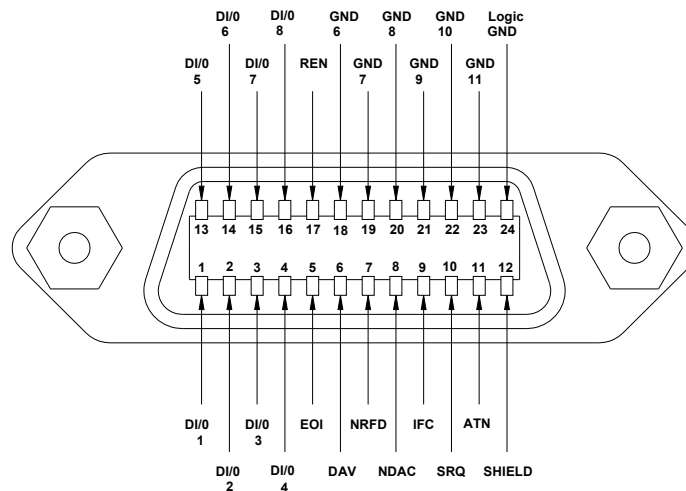 DI/0 GND GND GND Logic
DI/0 8 6 8 10 GND
6
DI/0 DI/0 REN GND GND GND
5 7 7 9 11
13 14 15 16 17 18 19 20 21 22 23 24
1 2 3 4 5 6 7 8 9 10 11 12
DI/0 DI/0 EOI NRFD IFC ATN
1 3
DI/0 DI/0 DAV NDAC SRQ SHIELD
2 4